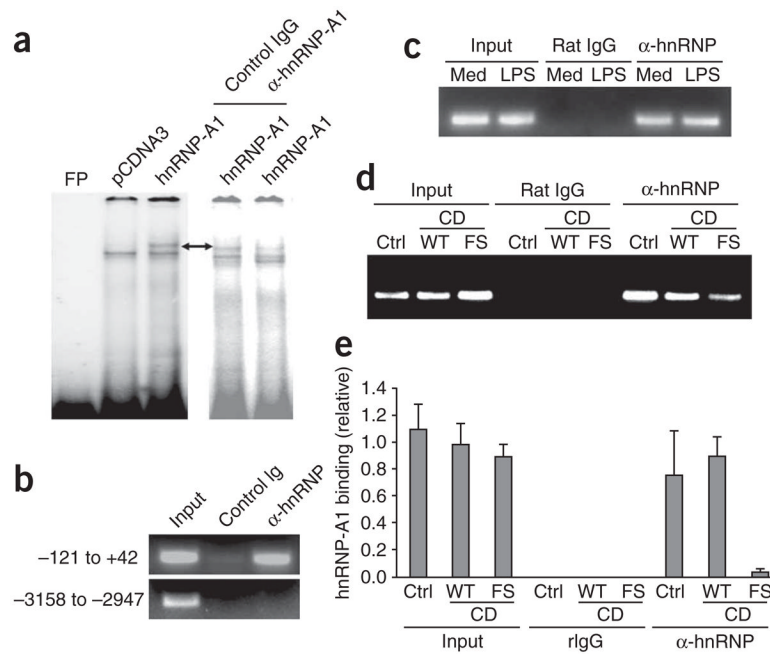 a
Control IgG
α-hnRNP-A1
FP
pCDNA3
hnRNP-A1
hnRNP-A1
hnRNP-A1
b
Input
Control Ig
α-hnRNP
–121 to +42
–3158 to –2947
c
Input Rat IgG α-hnRNP
Med LPS Med LPS Med LPS
d
Input Rat IgG α-hnRNP
CD CD CD
Ctrl WT FS Ctrl WT FS Ctrl WT FS
e
hnRNP-A1 binding (relative)
1.4
1.2
1.0
0.8
0.6
0.4
0.2
0.0
Ctrl WT FS Ctrl WT FS Ctrl WT FS
CD CD CD
Input rIgG α-hnRNP